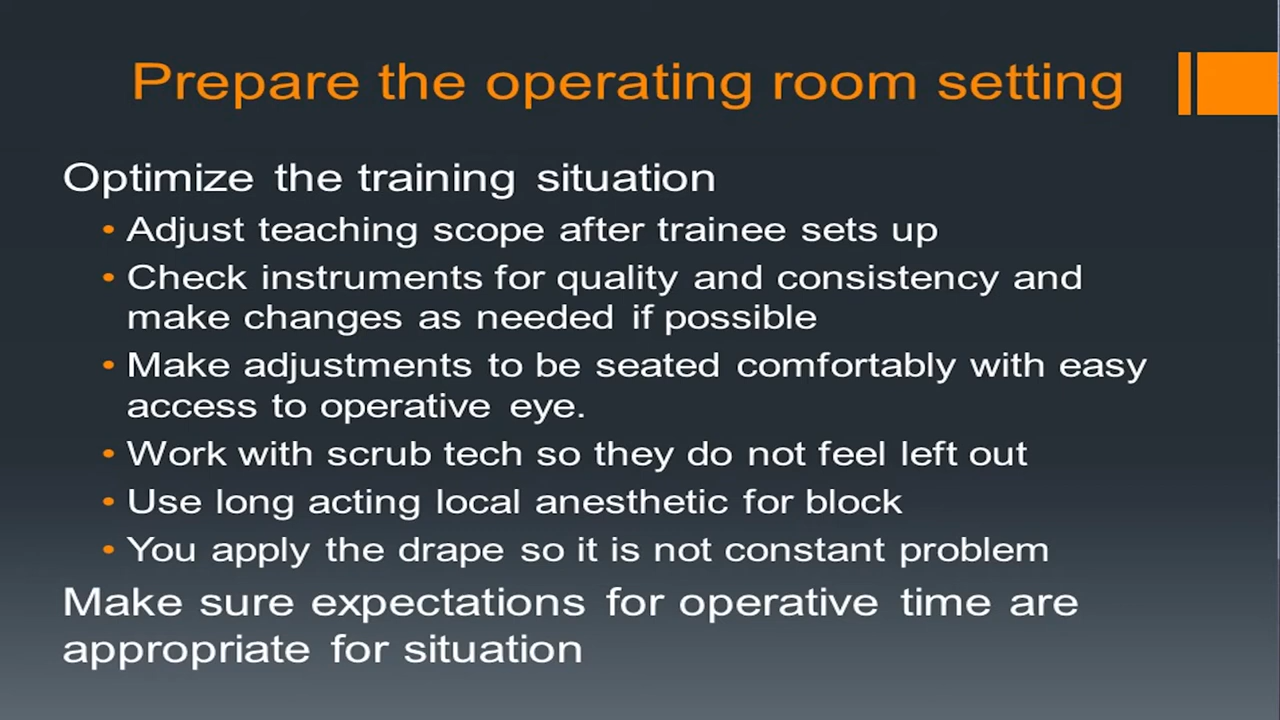 Prepare the operating room setting
Optimize the training situation
• Adjust teaching scope after trainee sets up
• Check instruments for quality and consistency and
make changes as needed if possible
• Make adjustments to be seated comfortably with easy
access to operative eye.
• Work with scrub tech so they do not feel left out
• Use long acting local anesthetic for block
• You apply the drape so it is not constant problem
Make sure expectations for operative time are
appropriate for situation